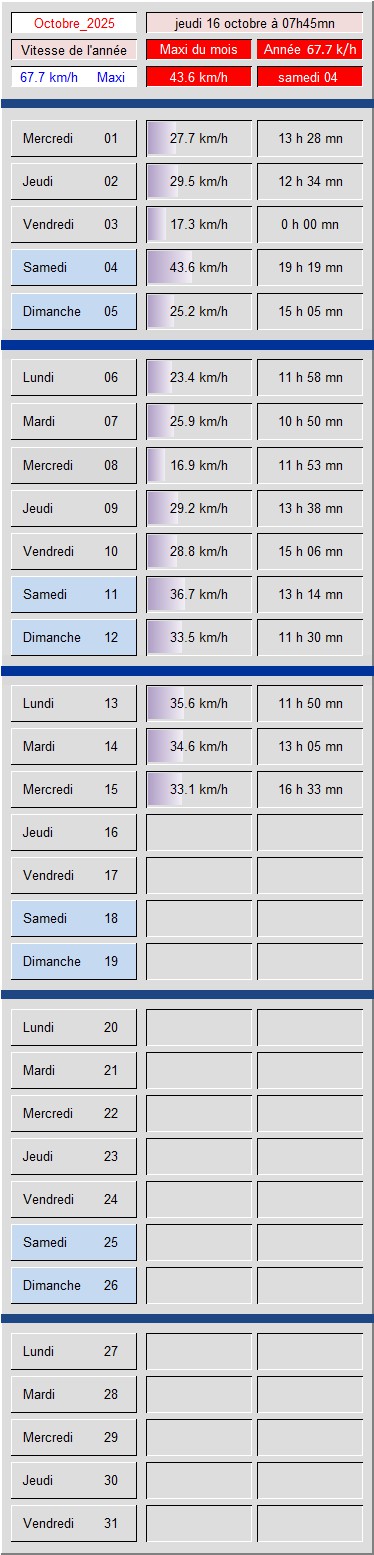 Octobre_2025 jeudi 16 octobre à 07h45mn
Vitesse de l'année Maxi du mois Année 67.7 k/h
67.7 km/h Maxi 43.6 km/h samedi 04
Mercredi 01 27.7 km/h 13 h 28 mn
Jeudi 02 29.5 km/h 12 h 34 mn
Vendredi 03 17.3 km/h 0 h 00 mn
Samedi 04 43.6 km/h 19 h 19 mn
Dimanche 05 25.2 km/h 15 h 05 mn
Lundi 06 23.4 km/h 11 h 58 mn
Mardi 07 25.9 km/h 10 h 50 mn
Mercredi 08 16.9 km/h 11 h 53 mn
Jeudi 09 29.2 km/h 13 h 38 mn
Vendredi 10 28.8 km/h 15 h 06 mn
Samedi 11 36.7 km/h 13 h 14 mn
Dimanche 12 33.5 km/h 11 h 30 mn
Lundi 13 35.6 km/h 11 h 50 mn
Mardi 14 34.6 km/h 13 h 05 mn
Mercredi 15 33.1 km/h 16 h 33 mn
Jeudi 16
Vendredi 17
Samedi 18
Dimanche 19
Lundi 20
Mardi 21
Mercredi 22
Jeudi 23
Vendredi 24
Samedi 25
Dimanche 26
Lundi 27
Mardi 28
Mercredi 29
Jeudi 30
Vendredi 31